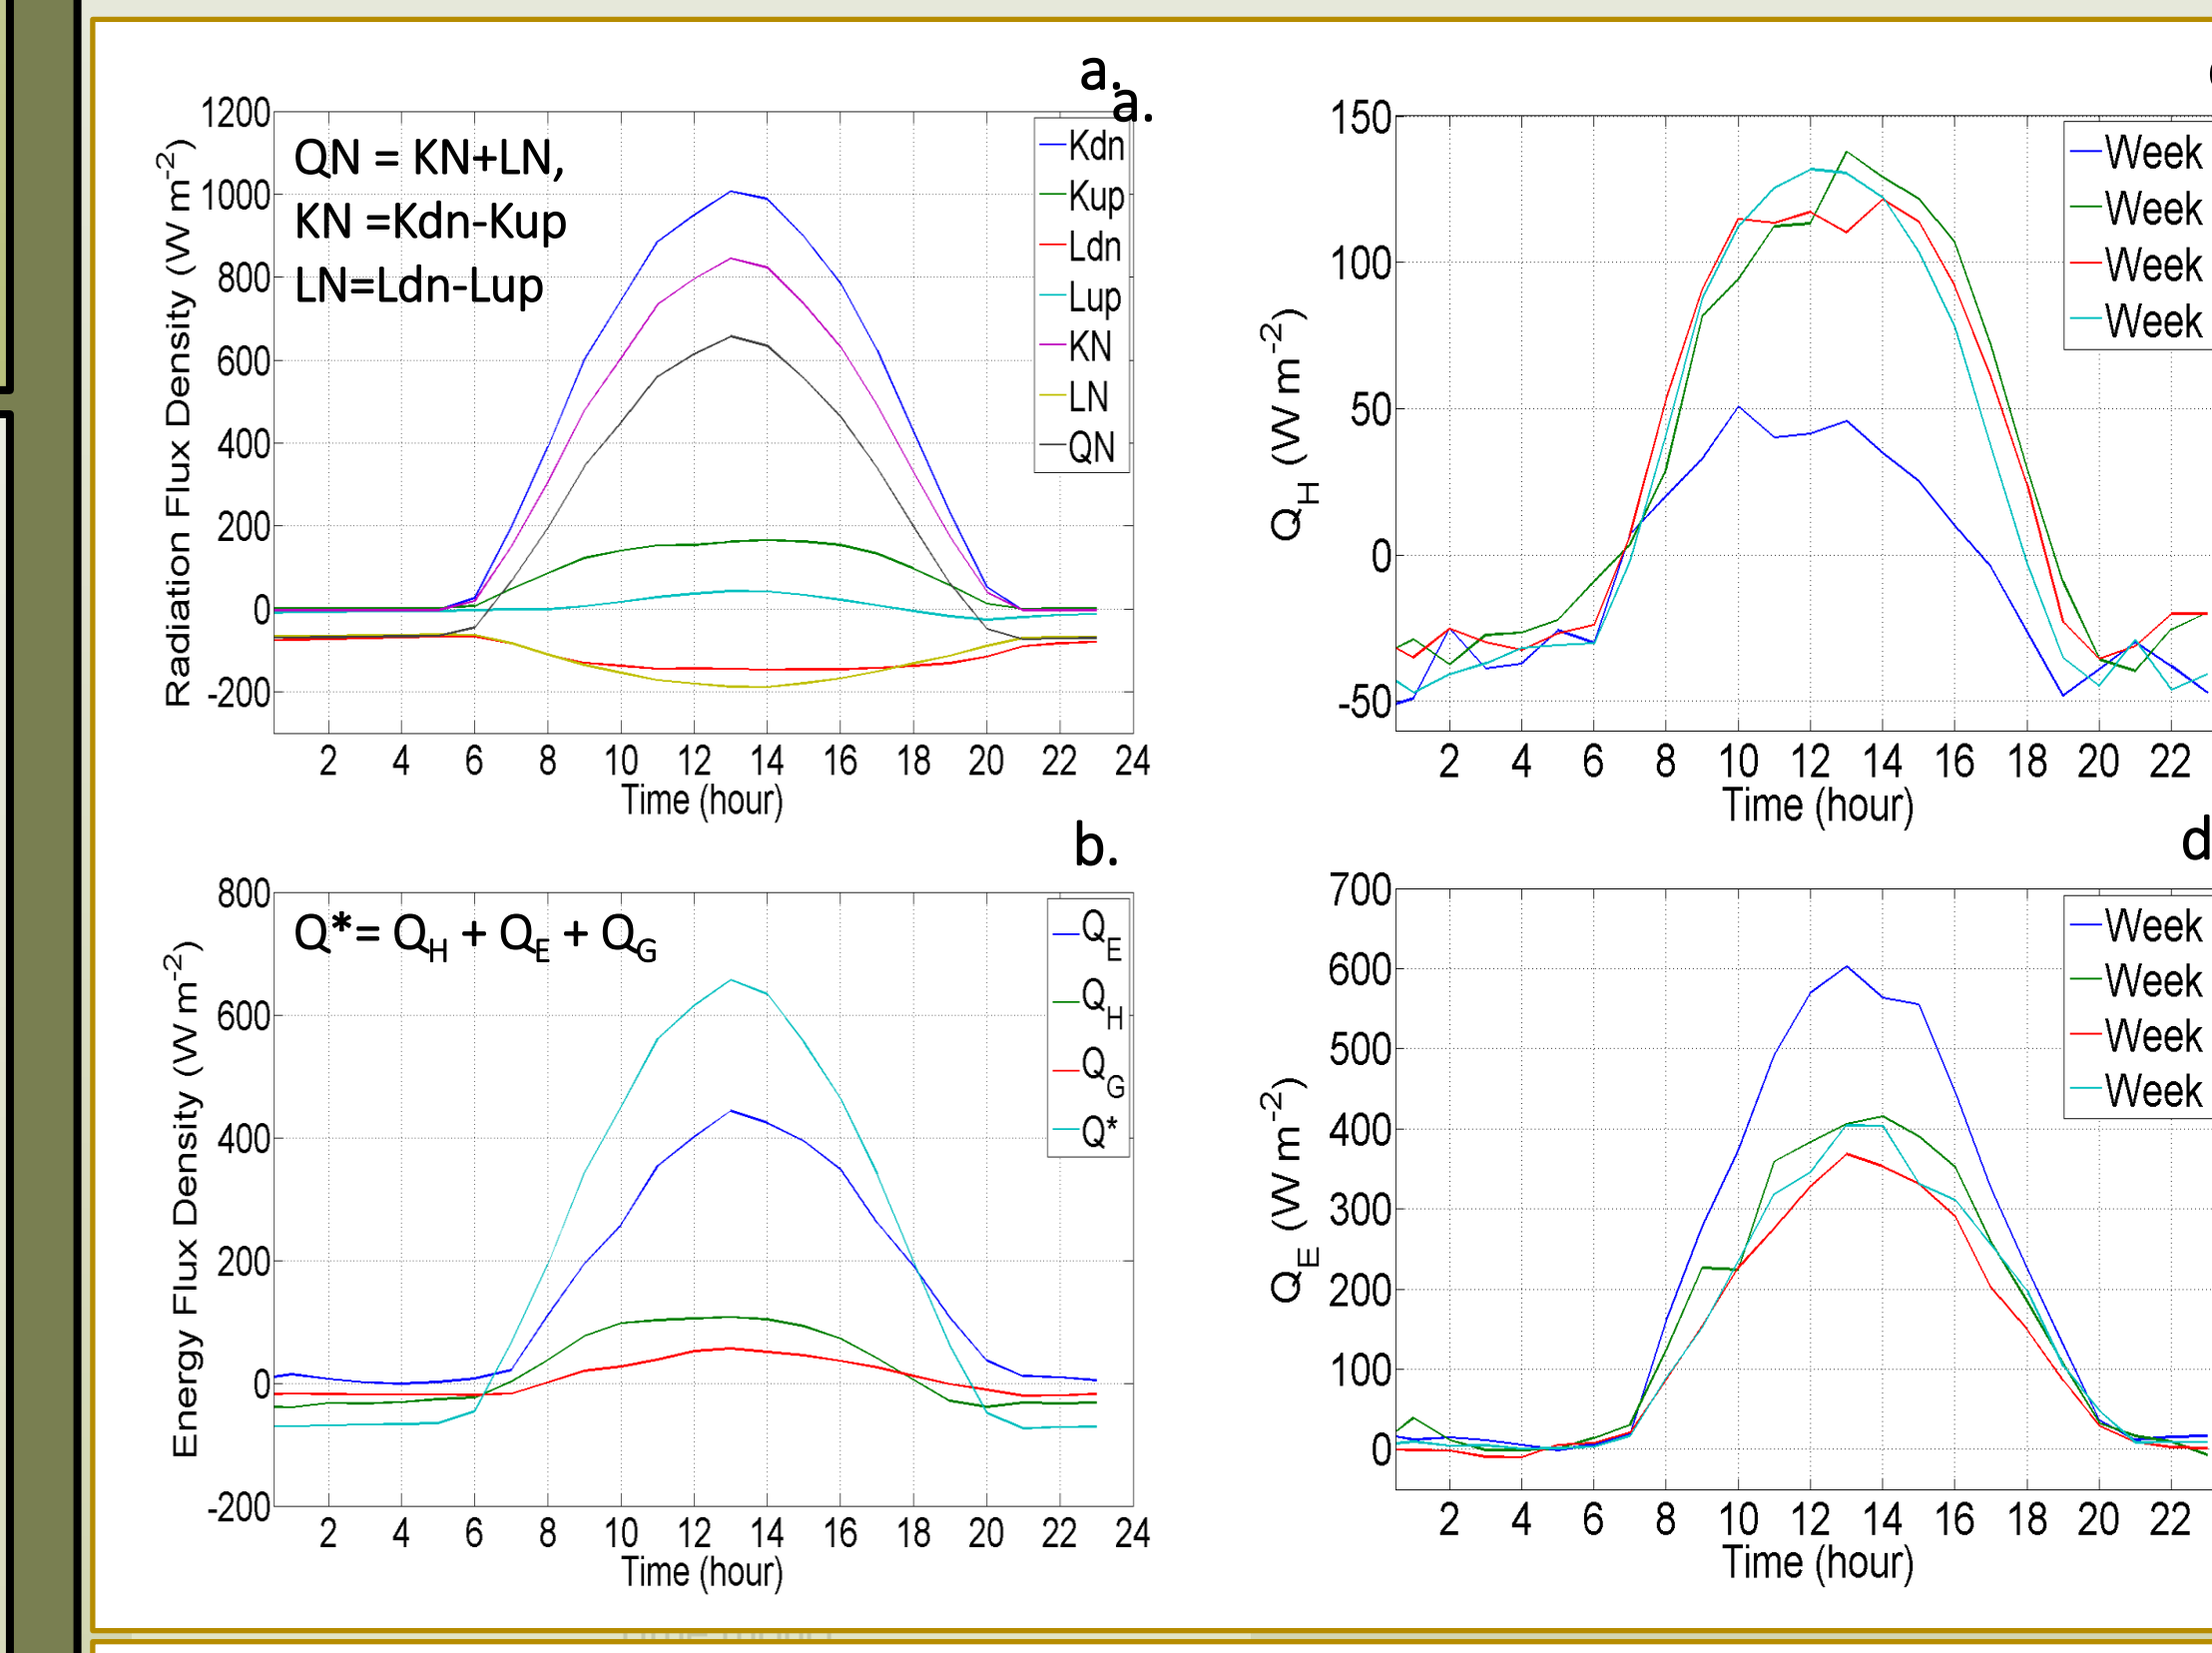 a.
a.
1200
1000
800
600
400
200
0
-200
Radiation Flux Density (W m-2)
QN = KN+LN,
KN =Kdn-Kup
LN=Ldn-Lup
Kdn
Kup
Ldn
Lup
KN
LN
QN
2 4 6 8 10 12 14 16 18 20 22 24
Time (hour)
b.
800
600
400
200
0
-200
Energy Flux Density (W m-2)
Q*= QH + QE + QG
QE
QH
QG
Q*
2 4 6 8 10 12 14 16 18 20 22 24
Time (hour)
150
100
50
0
-50
QH (W m-2)
Week
Week
Week
Week
2 4 6 8 10 12 14 16 18 20 22
Time (hour)
d
700
600
500
400
300
200
100
0
QE (W m-2)
Week
Week
Week
Week
2 4 6 8 10 12 14 16 18 20 22
Time (hour)